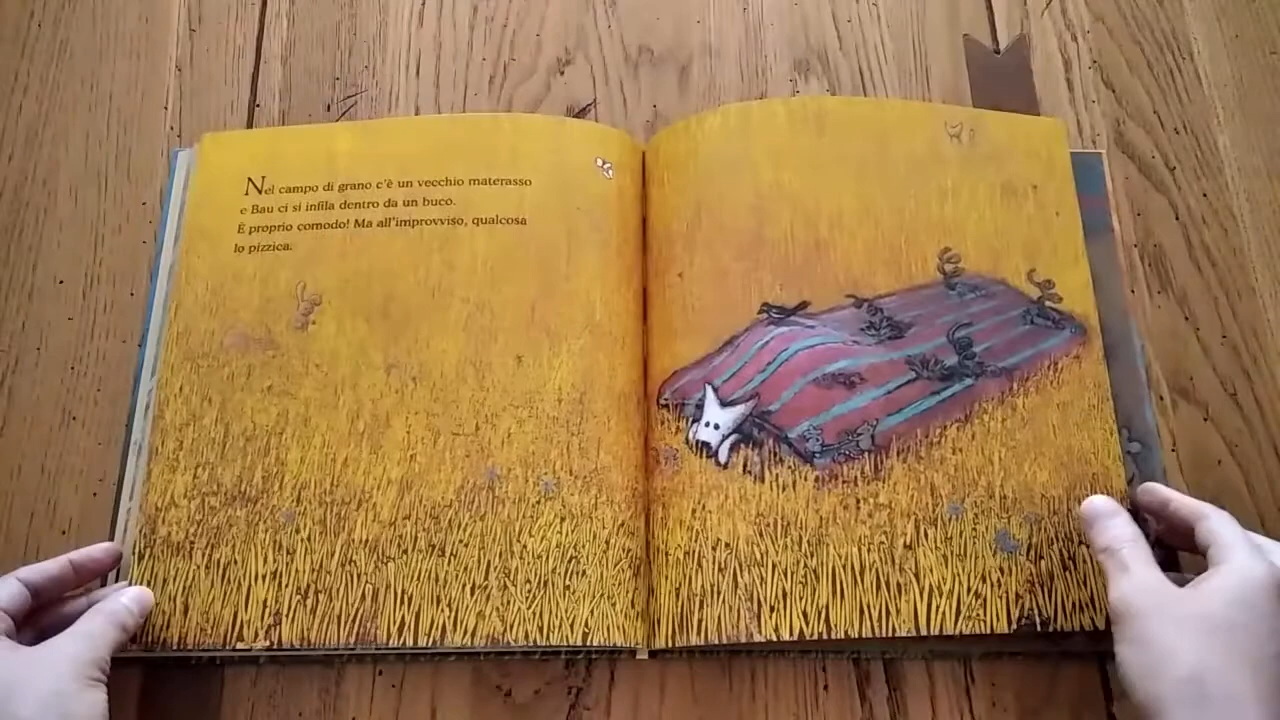 Nel campo di grano c'è un vecchio materasso
e Bau ci si infila dentro da un buco.
È proprio comodo! Ma all'improvviso, qualcosa
lo pizzica.